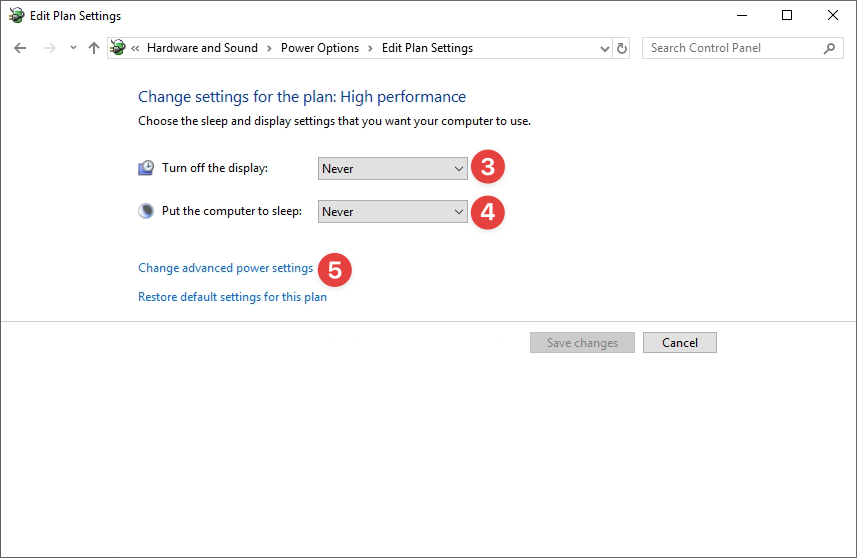 Edit Plan Settings
« Hardware and Sound > Power Options > Edit Plan Settings
Search Control Panel
Change settings for the plan: High performance
Choose the sleep and display settings that you want your computer to use.
Turn off the display: Never 3
Put the computer to sleep: Never 4
Change advanced power settings 5
Restore default settings for this plan
Save changes Cancel